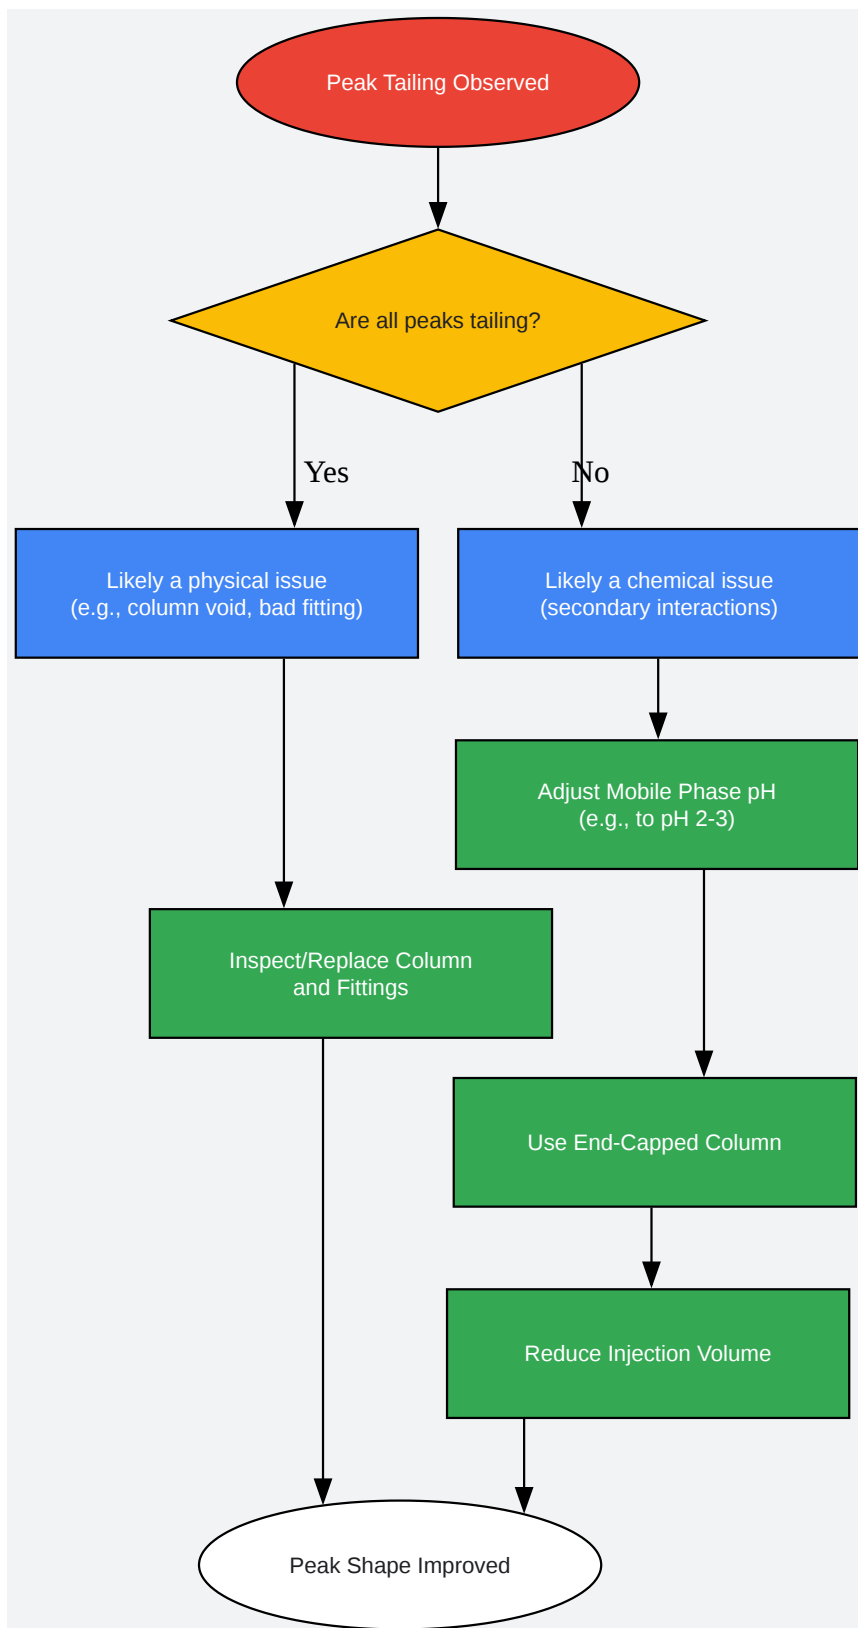 Peak Tailing Observed
Are all peaks tailing?
Yes
No
Likely a physical issue
(e.g., column void, bad fitting)
Likely a chemical issue
(secondary interactions)
Adjust Mobile Phase pH
(e.g., to pH 2-3)
Inspect/Replace Column
and Fittings
Use End-Capped Column
Reduce Injection Volume
Peak Shape Improved